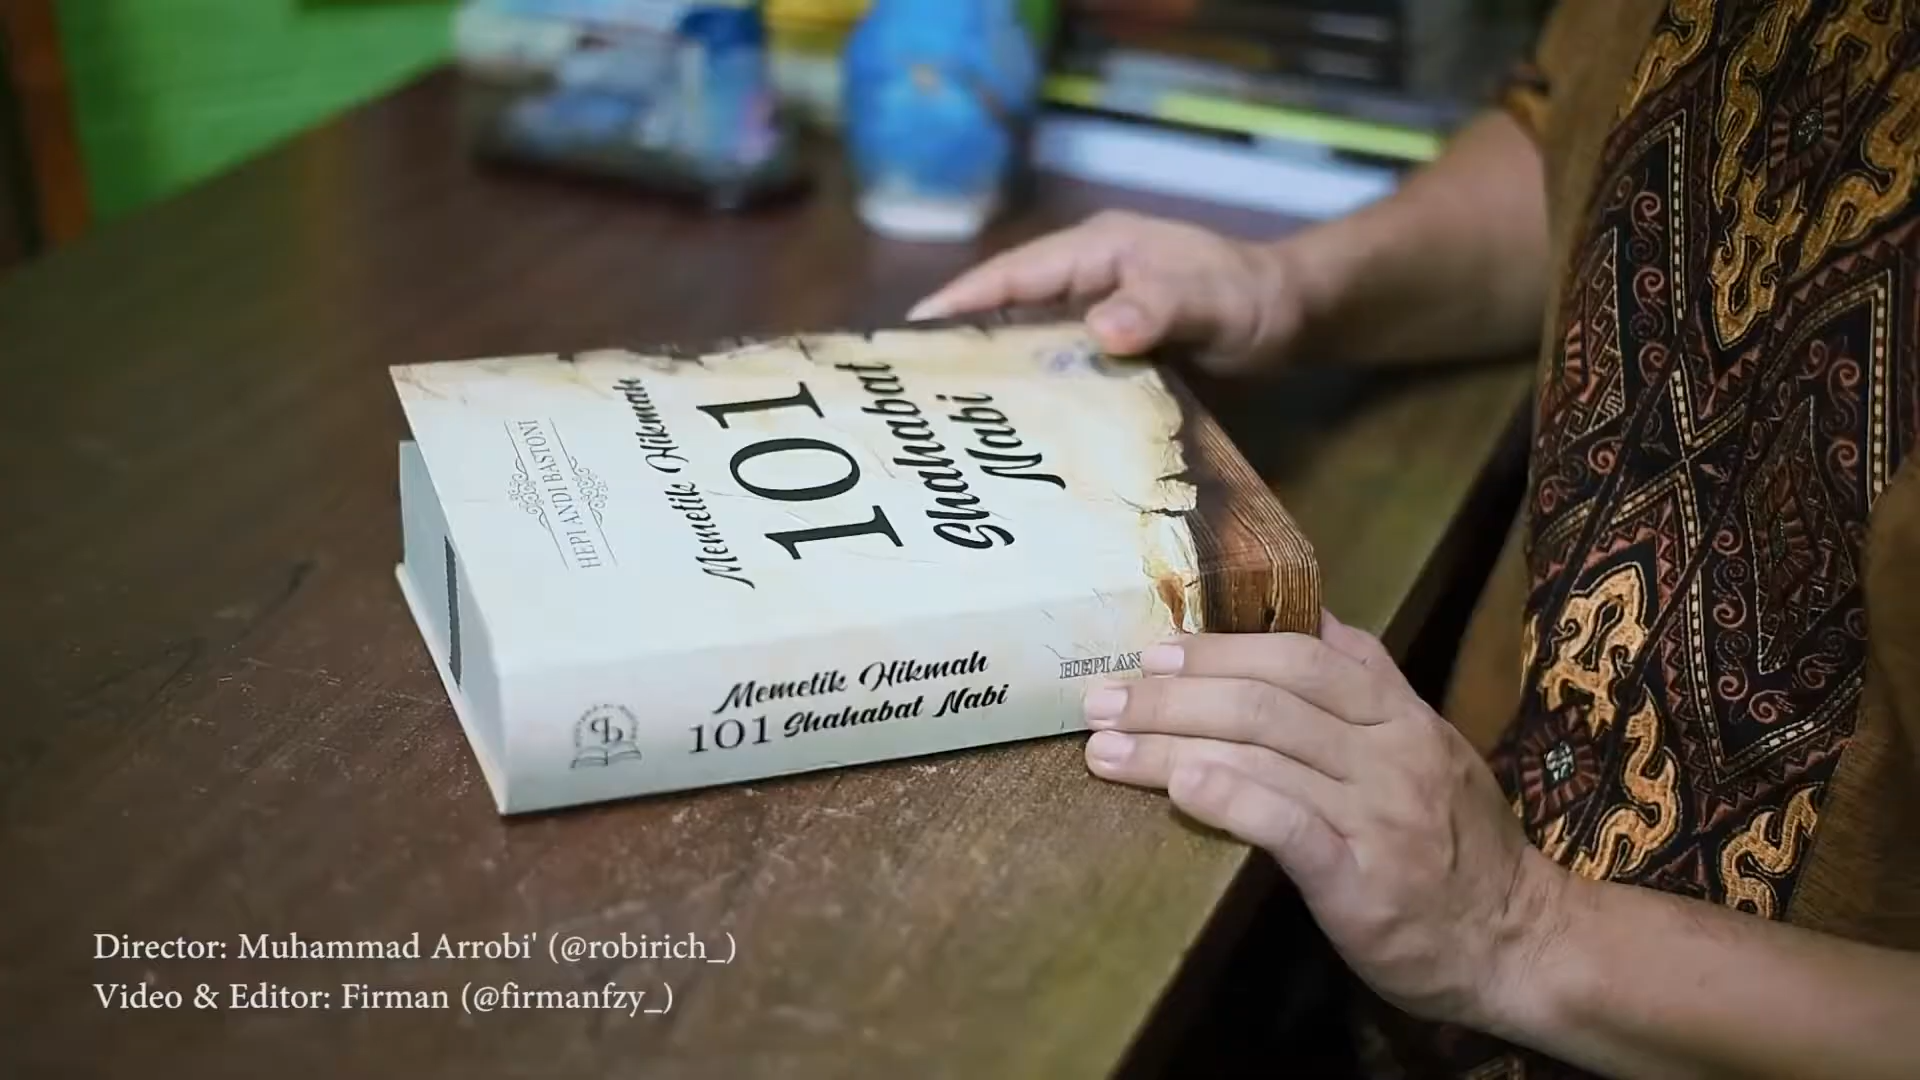 HEPI ANDI BASTONI
Memetik Hikmah
101
Shahabat
Nabi
Memetik Hikmah
101 Shahabat Nabi
HEPI AN
Director: Muhammad Arrobi' (@robirich_)
Video & Editor: Firman (@firmanfzy_)